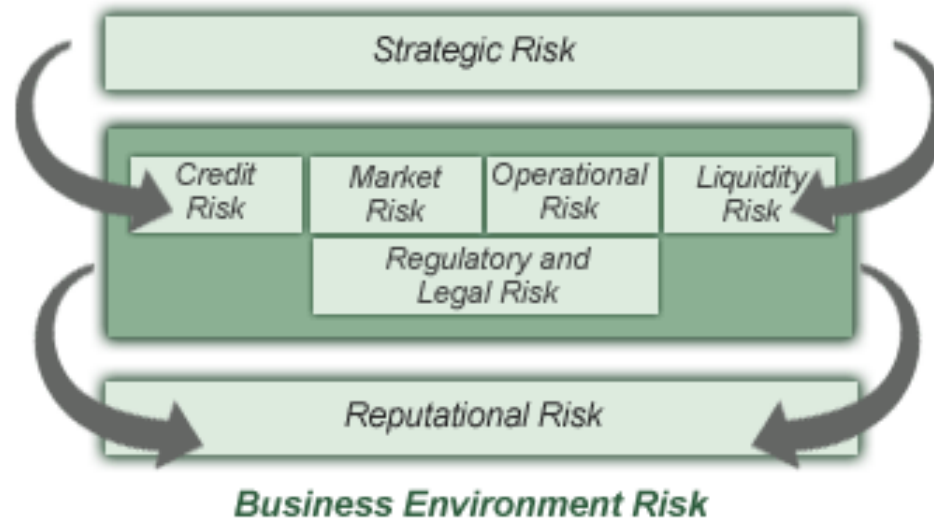 Strategic Risk
Credit
Risk
Market
Risk
Operational
Risk
Liquidity
Risk
Regulatory and
Legal Risk
Reputational Risk
Business Environment Risk